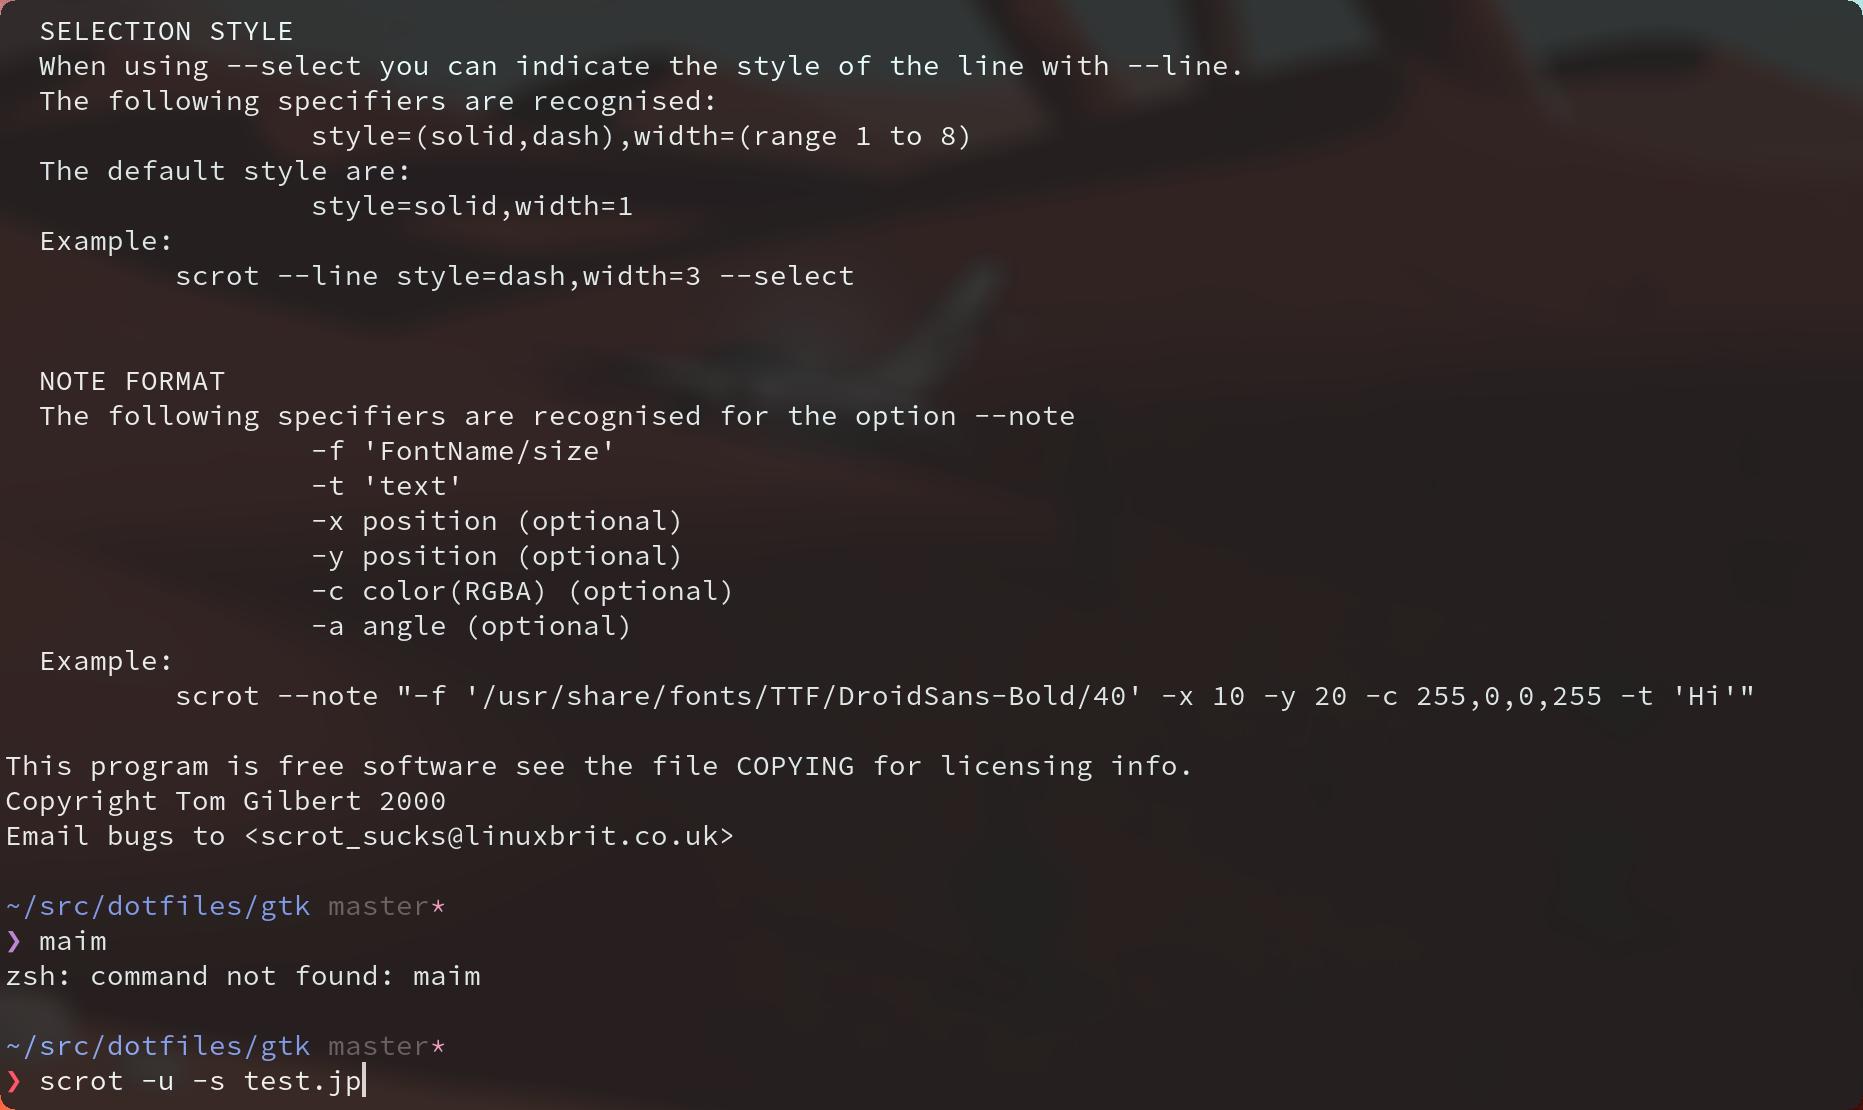 SELECTION STYLE
When using --select you can indicate the style of the line with --line.
The following specifiers are recognised:
style=(solid,dash),width=(range 1 to 8)
The default style are:
style=solid,width=1
Example:
scrot --line style=dash,width=3 --select
NOTE FORMAT
The following specifiers are recognised for the option --note
-f 'FontName/size'
-t 'text'
-x position (optional)
-y position (optional)
-c color(RGBA) (optional)
-a angle (optional)
Example:
scrot --note "-f '/usr/share/fonts/TTF/DroidSans-Bold/40' -x 10 -y 20 -c 255,0,0,255 -t 'Hi'"
This program is free software see the file COPYING for licensing info.
Copyright Tom Gilbert 2000
Email bugs to <scrot_sucks@linuxbrit.co.uk>
~/src/dotfiles/gtk master*
❯ maim
zsh: command not found: maim
~/src/dotfiles/gtk master*
❯ scrot -u -s test.jp